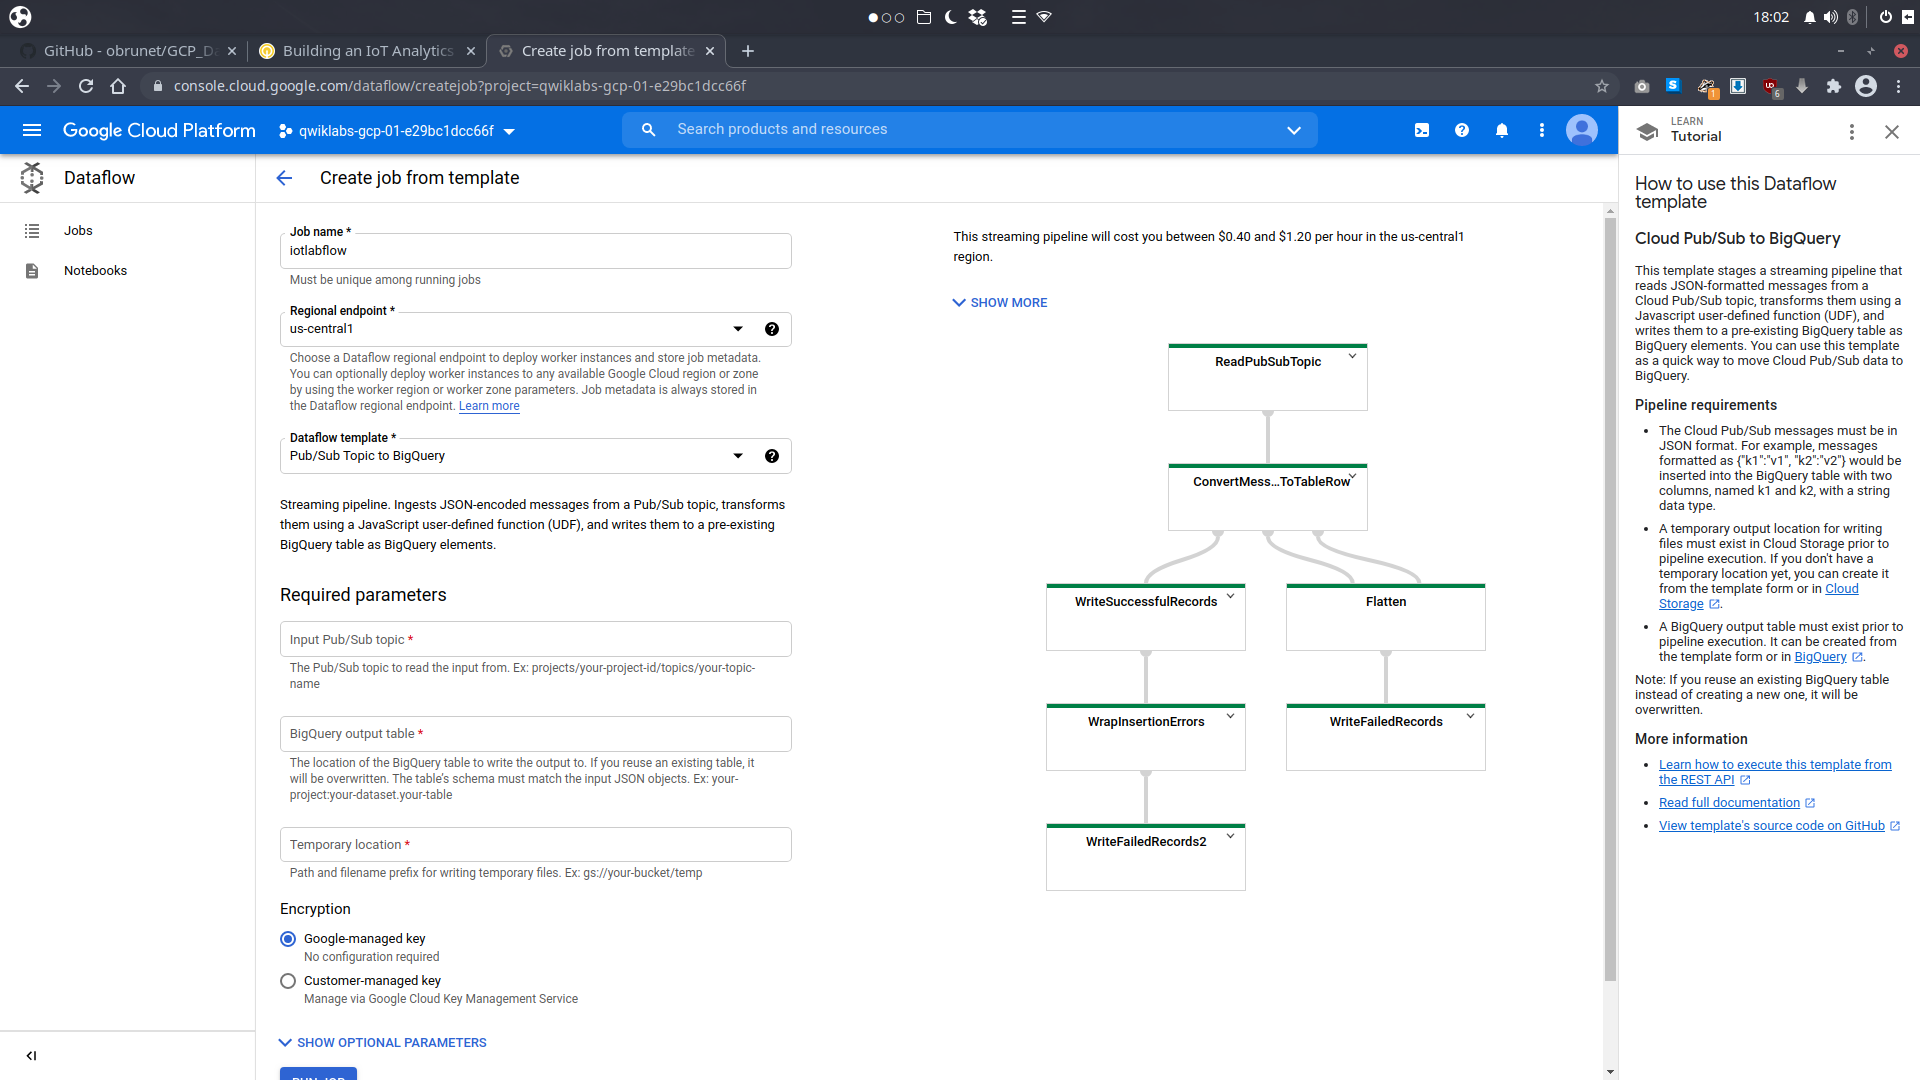 18:02
GitHub - obrunet/GCP_Da
Building an IoT Analytics
Create job from template
console.cloud.google.com/dataflow/createjob?project=qwiklabs-gcp-01-e29bc1dcc66f
1
6
Google Cloud Platform
qwiklabs-gcp-01-e29bc1dcc66f
Search products and resources
LEARN
Tutorial
Dataflow
Create job from template
Jobs
Notebooks
Job name *
iotlabflow
Must be unique among running jobs
Regional endpoint *
us-central1
Choose a Dataflow regional endpoint to deploy worker instances and store job metadata.
You can optionally deploy worker instances to any available Google Cloud region or zone
by using the worker region or worker zone parameters. Job metadata is always stored in
the Dataflow regional endpoint. Learn more
Dataflow template *
Pub/Sub Topic to BigQuery
Streaming pipeline. Ingests JSON-encoded messages from a Pub/Sub topic, transforms
them using a JavaScript user-defined function (UDF), and writes them to a pre-existing
BigQuery table as BigQuery elements.
Required parameters
Input Pub/Sub topic *
The Pub/Sub topic to read the input from. Ex: projects/your-project-id/topics/your-topic-
name
BigQuery output table *
The location of the BigQuery table to write the output to. If you reuse an existing table, it
will be overwritten. The table's schema must match the input JSON objects. Ex: your-
project:your-dataset.your-table
Temporary location *
Path and filename prefix for writing temporary files. Ex: gs://your-bucket/temp
Encryption
Google-managed key
No configuration required
Customer-managed key
Manage via Google Cloud Key Management Service
SHOW OPTIONAL PARAMETERS
RUN JOB
This streaming pipeline will cost you between $0.40 and $1.20 per hour in the us-central1
region.
SHOW MORE
ReadPubSubTopic
ConvertMess...ToTableRow
WriteSuccessfulRecords
Flatten
WrapInsertionErrors
WriteFailedRecords
WriteFailedRecords2
How to use this Dataflow
template
Cloud Pub/Sub to BigQuery
This template stages a streaming pipeline that
reads JSON-formatted messages from a
Cloud Pub/Sub topic, transforms them using a
Javascript user-defined function (UDF), and
writes them to a pre-existing BigQuery table as
BigQuery elements. You can use this template
as a quick way to move Cloud Pub/Sub data to
BigQuery.
Pipeline requirements
• The Cloud Pub/Sub messages must be in
JSON format. For example, messages
formatted as {"k1":"v1", "k2":"v2"} would be
inserted into the BigQuery table with two
columns, named k1 and k2, with a string
data type.
• A temporary output location for writing
files must exist in Cloud Storage prior to
pipeline execution. If you don't have a
temporary location yet, you can create it
from the template form or in Cloud
Storage.
• A BigQuery output table must exist prior to
pipeline execution. It can be created from
the template form or in BigQuery.
Note: If you reuse an existing BigQuery table
instead of creating a new one, it will be
overwritten.
More information
• Learn how to execute this template from
the REST API
• Read full documentation
• View template's source code on GitHub